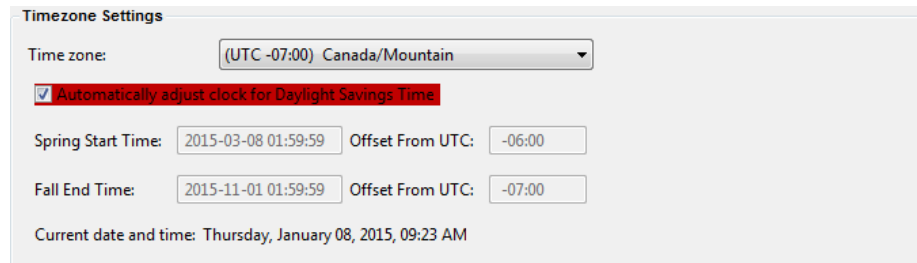 Timezone Settings
Time zone: (UTC -07:00) Canada/Mountain
Automatically adjust clock for Daylight Savings Time
Spring Start Time: 2015-03-08 01:59:59 Offset From UTC: -06:00
Fall End Time: 2015-11-01 01:59:59 Offset From UTC: -07:00
Current date and time: Thursday, January 08, 2015, 09:23 AM